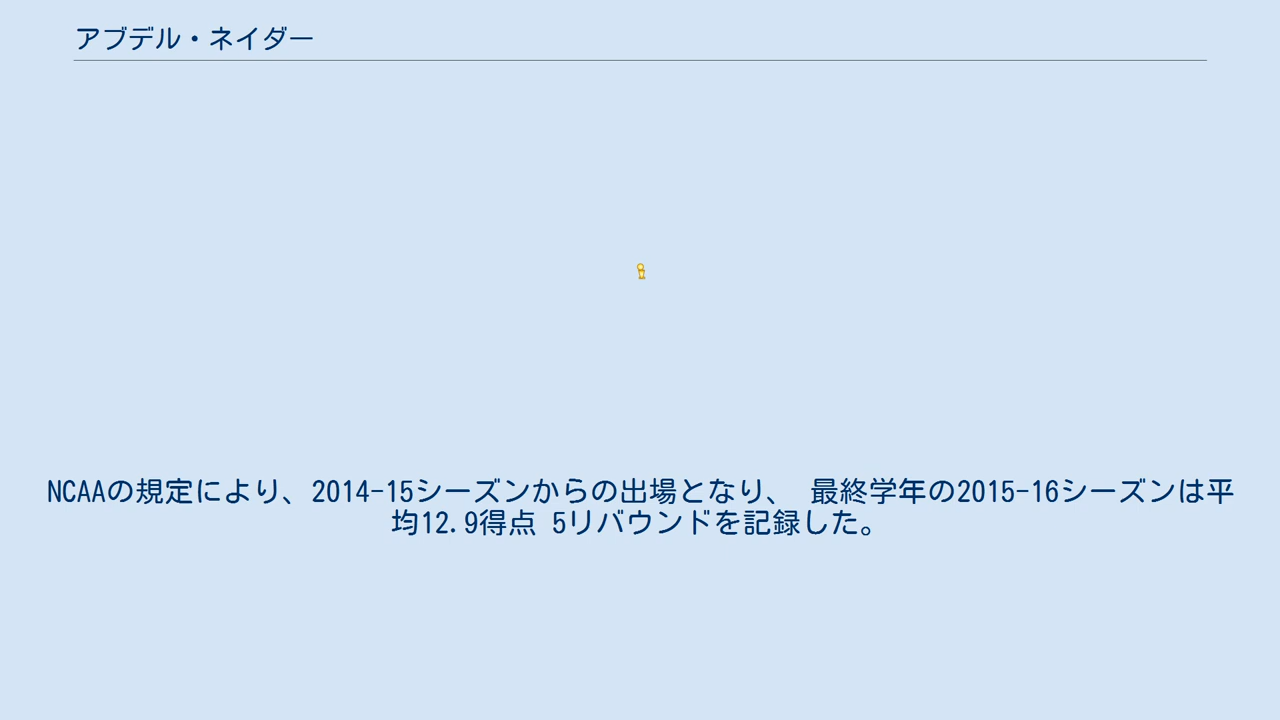 アブデル・ネイダー
NCAAの規定により、2014-15シーズンからの出場となり、 最終学年の2015-16シーズンは平
均12.9得点 5リバウンドを記録した。